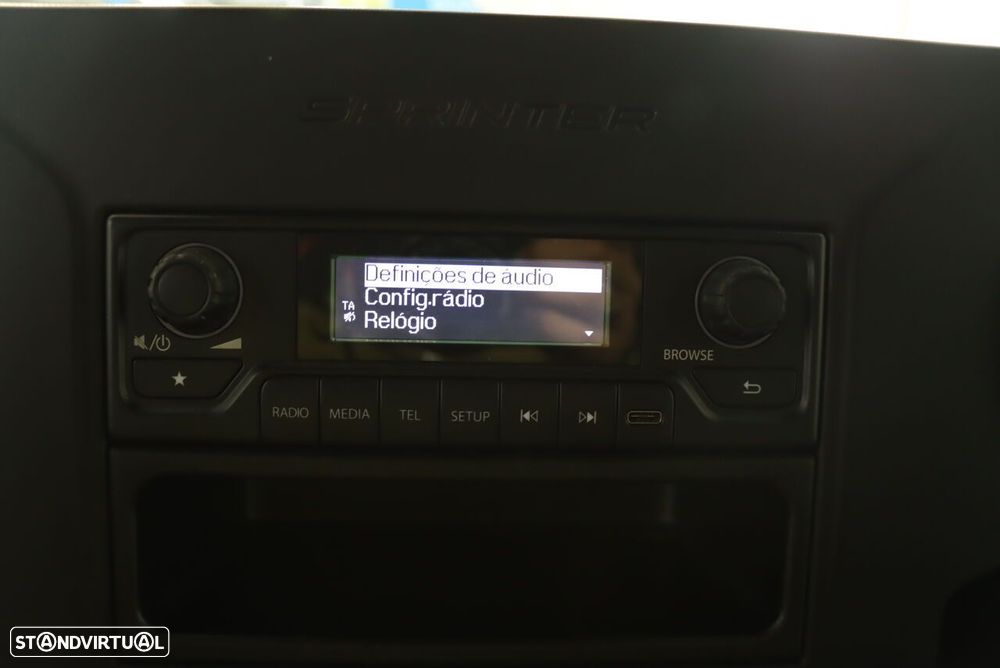 SPRINTER
Definições de áudio
TA
Config.rádio
Relógio
BROWSE
RADIO
MEDIA
TEL
SETUP
STANDVIRTUAL